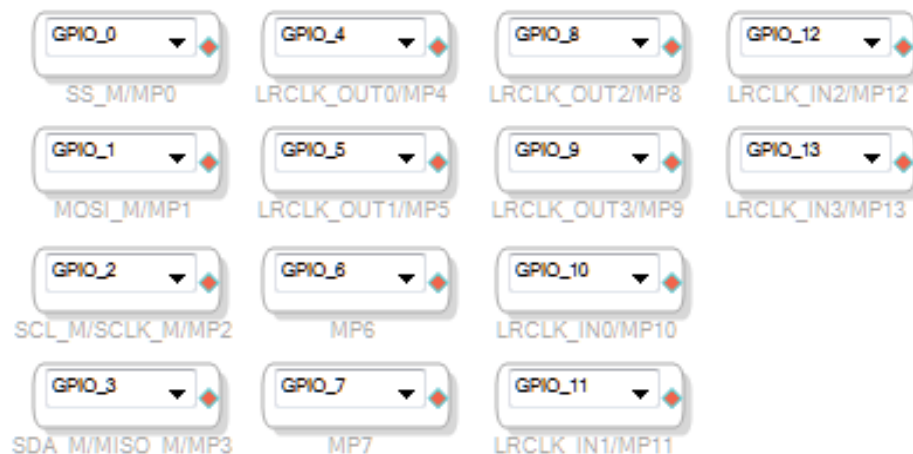 GPIO_0 GPIO_4 GPIO_8 GPIO_12
SS_M/MP0 LRCLK_OUT0/MP4 LRCLK_OUT2/MP8 LRCLK_IN2/MP12
GPIO_1 GPIO_5 GPIO_9 GPIO_13
MOSI_M/MP1 LRCLK_OUT1/MP5 LRCLK_OUT3/MP9 LRCLK_IN3/MP13
GPIO_2 GPIO_6 GPIO_10
SCL_M/SCLK_M/MP2 MP6 LRCLK_IN0/MP10
GPIO_3 GPIO_7 GPIO_11
SDA_M/MISO_M/MP3 MP7 LRCLK_IN1/MP11